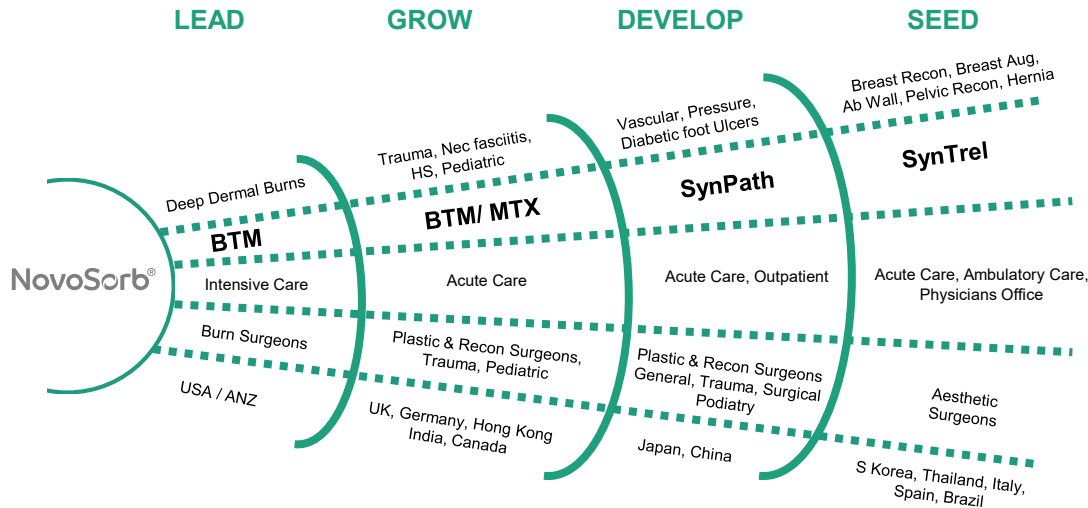 LEAD
GROW
DEVELOP
SEED
Deep Dermal Burns
Trauma, Nec fasciitis,
HS, Pediatric
Vascular, Pressure,
Diabetic foot Ulcers
Breast Recon, Breast Aug,
Ab Wall, Pelvic Recon, Hernia
BTM
BTM/ MTX
SynPath
SynTrel
NovoSorb®
Intensive Care
Acute Care
Acute Care, Outpatient
Acute Care, Ambulatory Care,
Physicians Office
Burn Surgeons
Plastic & Recon Surgeons,
Trauma, Pediatric
Plastic & Recon Surgeons
General, Trauma, Surgical
Podiatry
Aesthetic
Surgeons
USA / ANZ
UK, Germany, Hong Kong
India, Canada
Japan, China
S Korea, Thailand, Italy,
Spain, Brazil